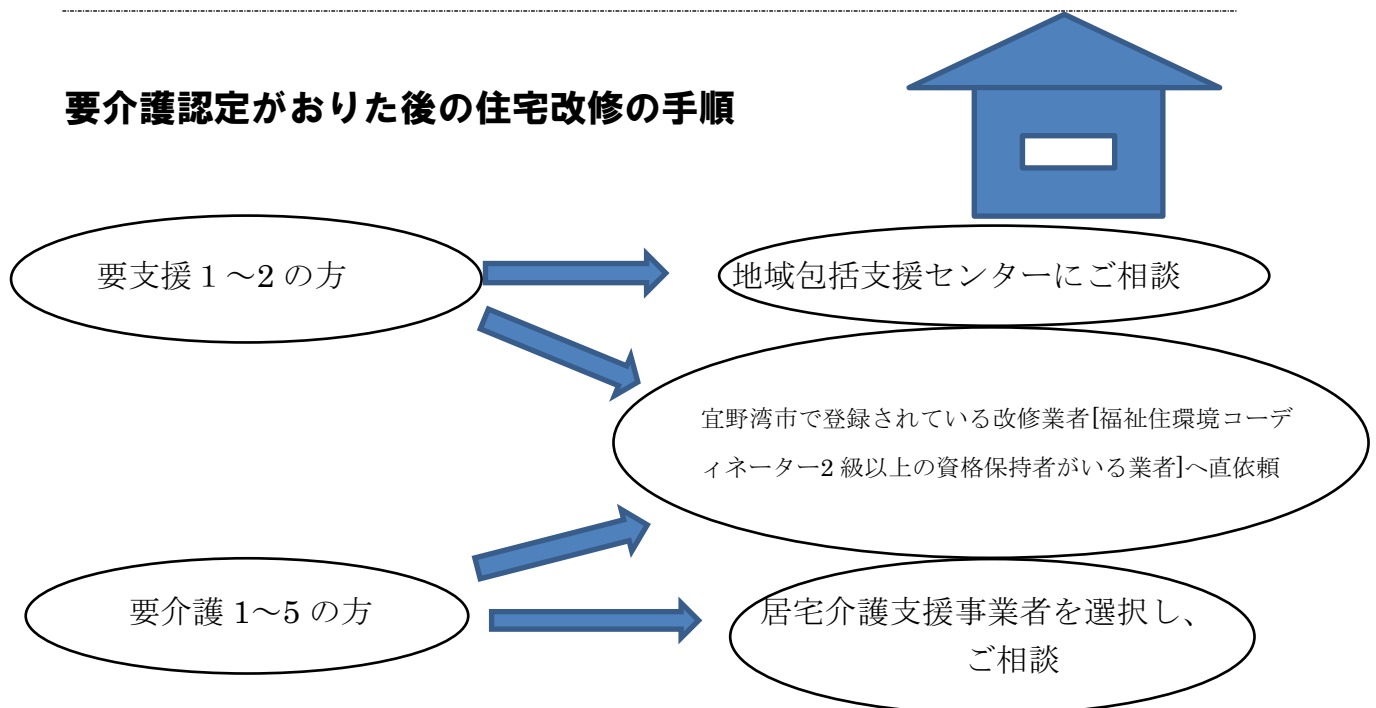 要介護認定がおりた後の住宅改修の手順
要支援 1 ~2 の方
地域包括支援センターにご相談
宜野湾市で登録されている改修業者[福祉住環境コーデ
ィネーター2 級以上の資格保持者がいる業者]へ直依頼
要介護 1~5 の方
居宅介護支援事業者を選択し、
ご相談